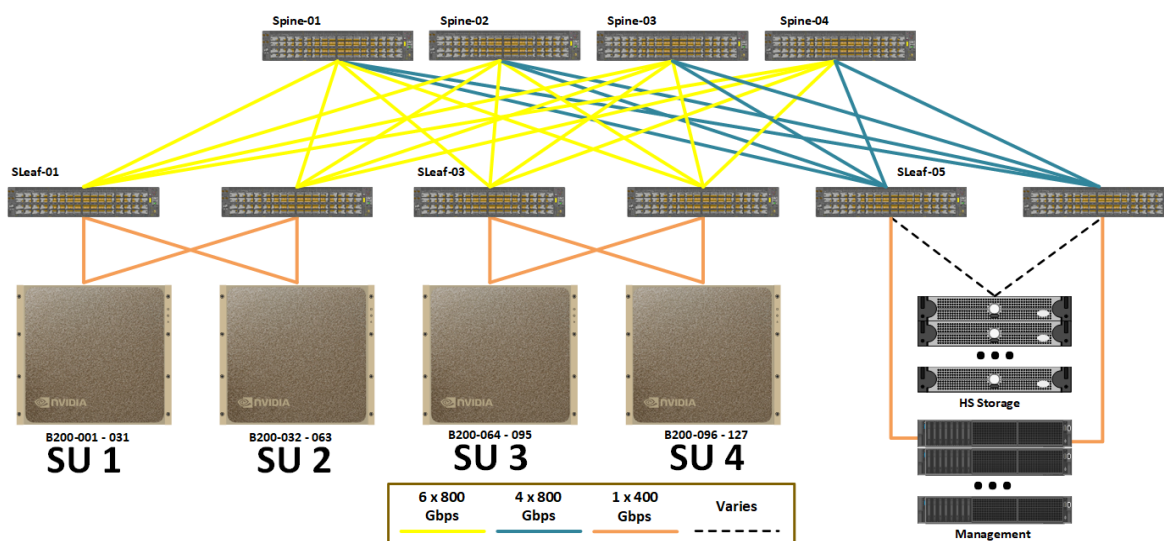 Spine-01
Spine-02
Spine-03
Spine-04
SLeaf-01
SLeaf-03
SLeaf-05
NVIDIA
NVIDIA
NVIDIA
NVIDIA
HS Storage
B200-001 - 031
B200-032 - 063
B200-064 - 095
B200-096 - 127
SU 1
SU 2
SU 3
SU 4
6 x 800
Gbps
4 x 800
Gbps
1 x 400
Gbps
Varies
Management